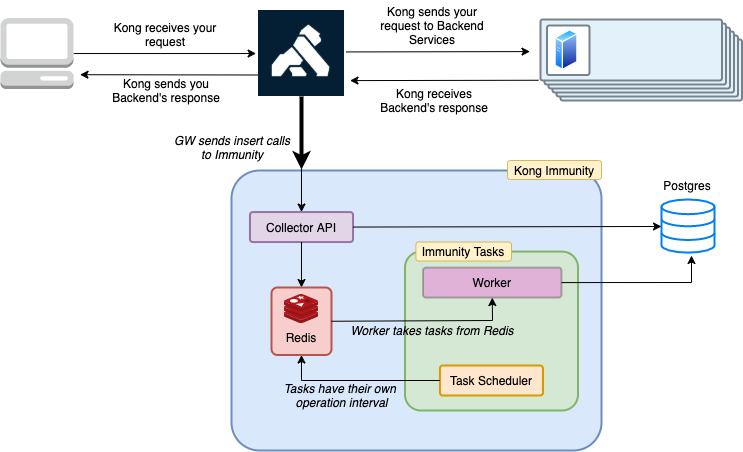 Kong receives your
request
Kong sends your
request to Backend
Services
Kong sends you
Backend's response
Kong receives
Backend's response
GW sends insert calls
to Immunity
Kong Immunity
Postgres
Collector API
Immunity Tasks
Worker
Redis
Worker takes tasks from Redis
Task Scheduler
Tasks have their own
operation interval